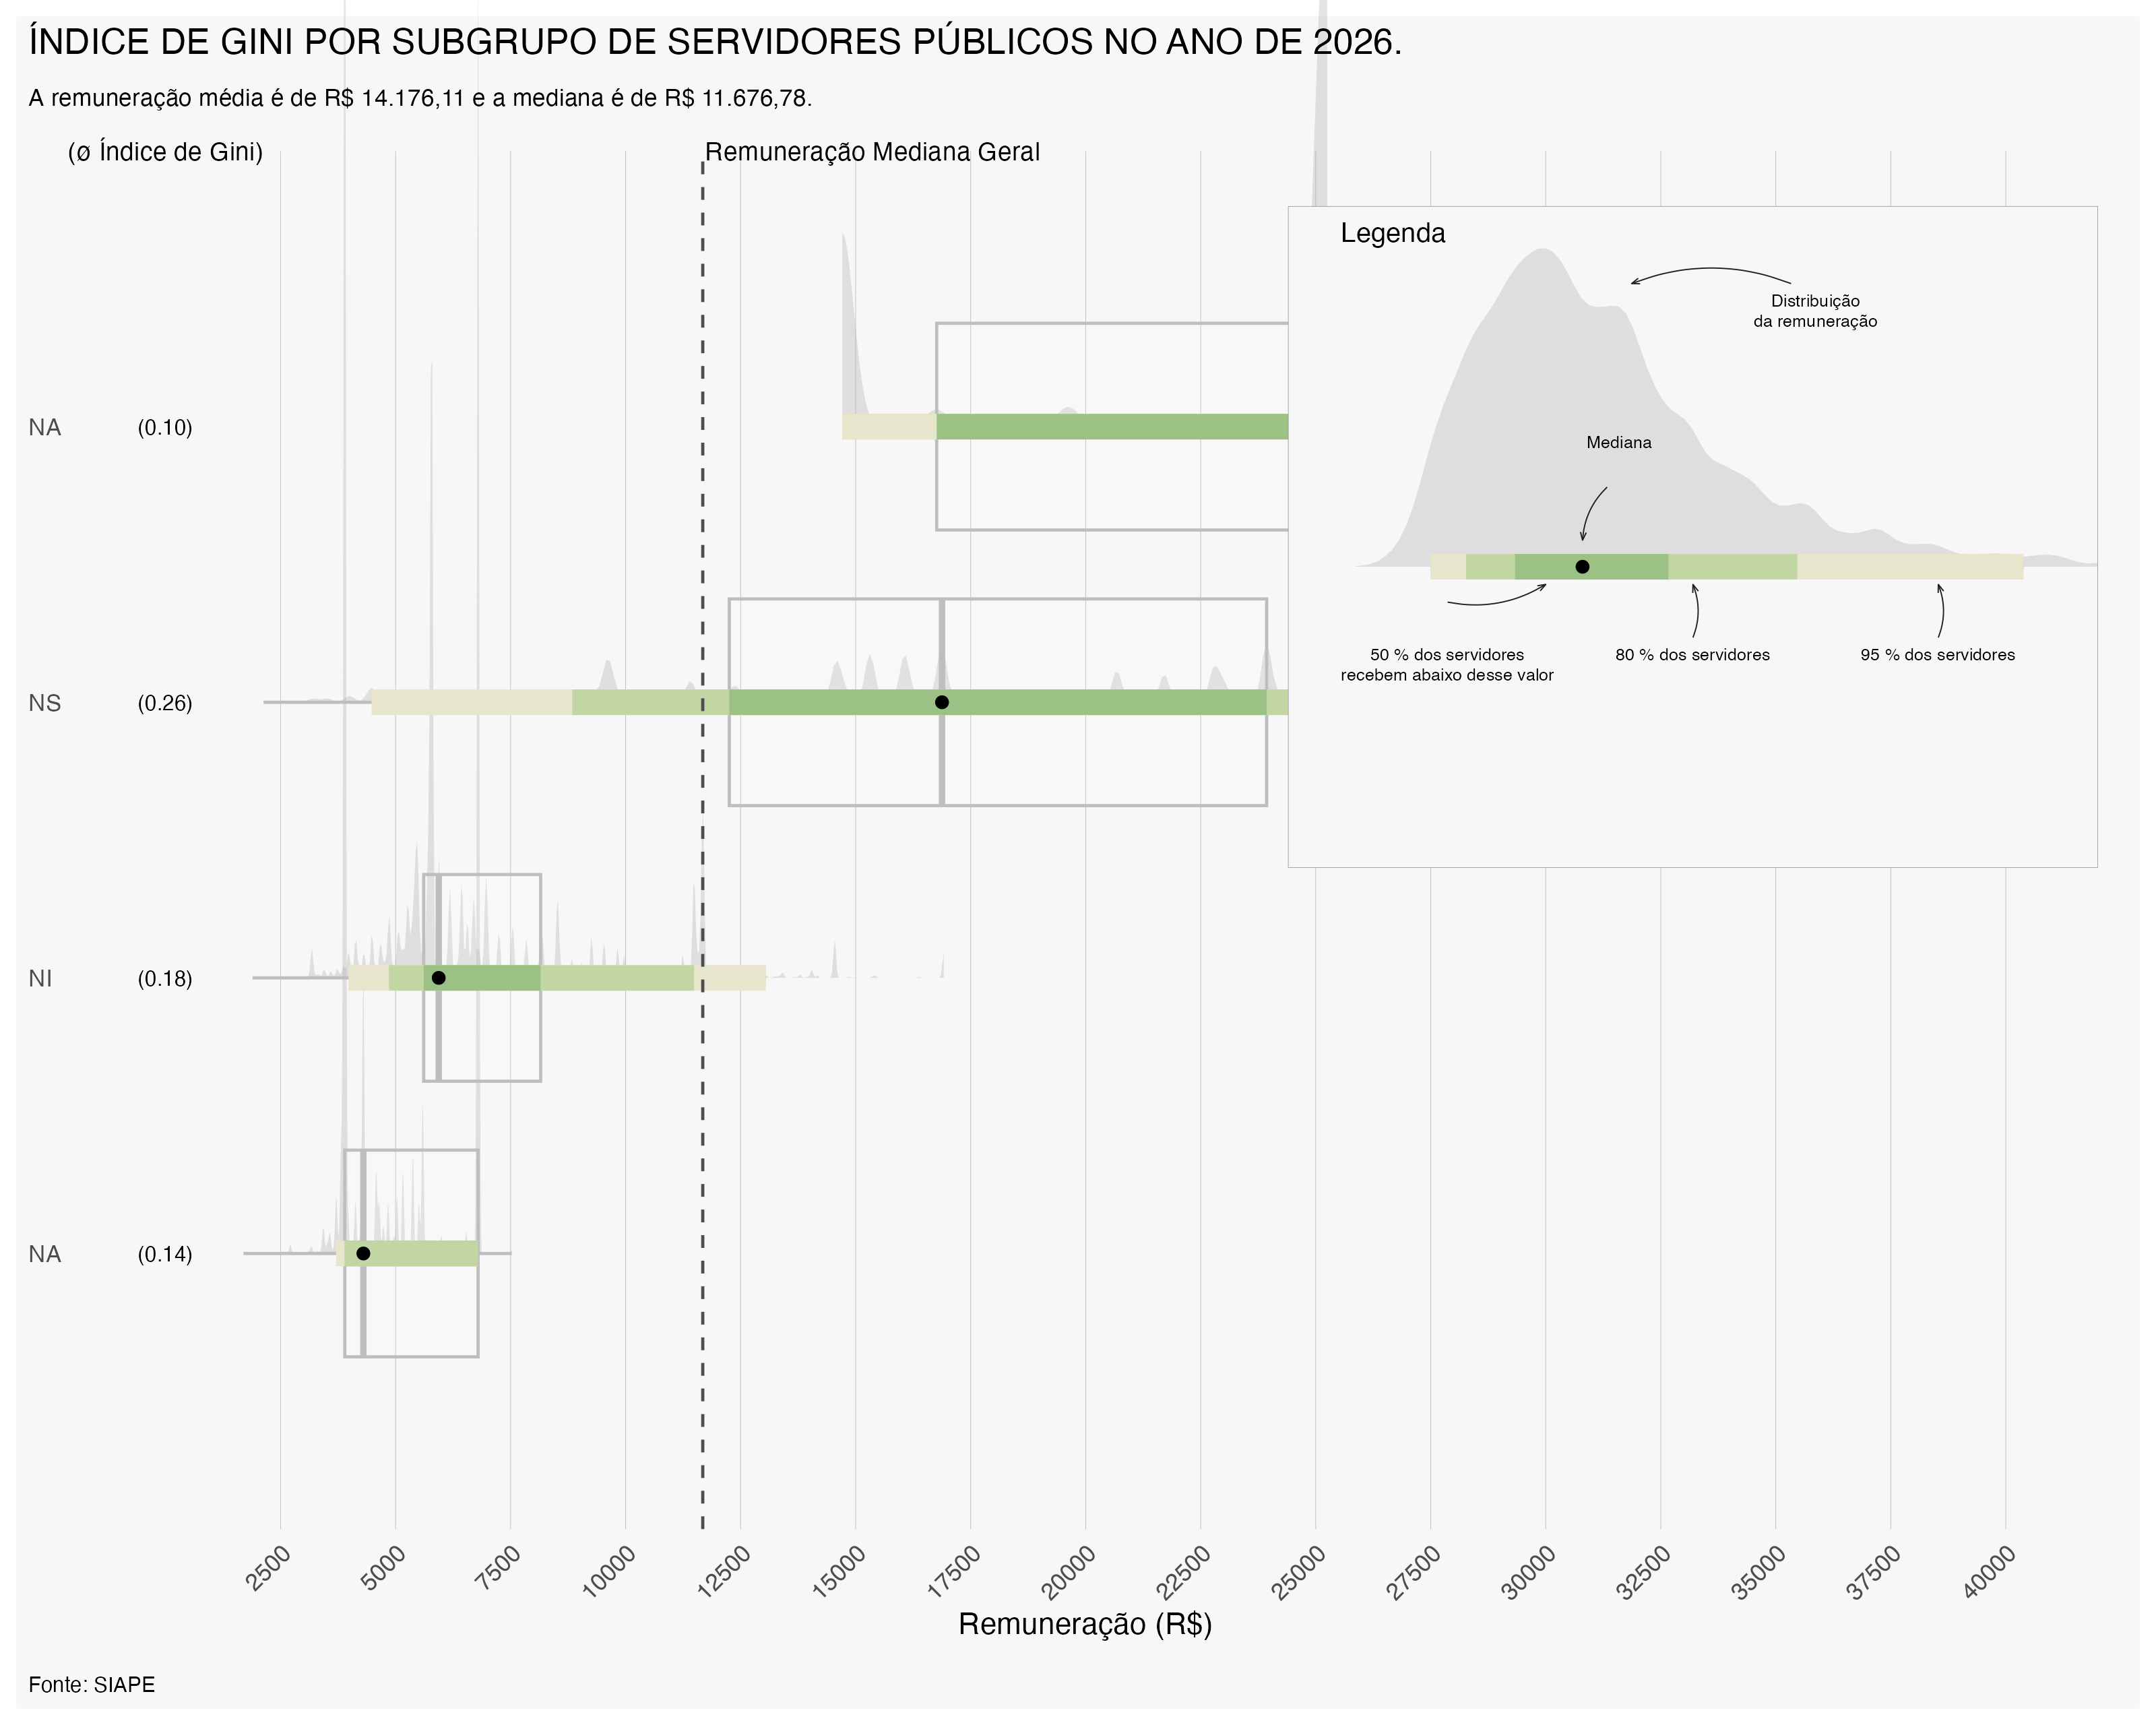 ÍNDICE DE GINI POR SUBGRUPO DE SERVIDORES PÚBLICOS NO ANO DE 2026.
A remuneração média é de R$ 14.176,11 e a mediana é de R$ 11.676,78.
(ø Índice de Gini)
Remuneração Mediana Geral
Legenda
Distribuição
da remuneração
Mediana
50 % dos servidores
recebem abaixo desse valor
80 % dos servidores
95 % dos servidores
NA (0.10)
NS (0.26)
NI (0.18)
NA (0.14)
2500 5000 7500 10000 12500 15000 17500 20000 22500 25000 27500 30000 32500 35000 37500 40000
Remuneração (R$)
Fonte: SIAPE